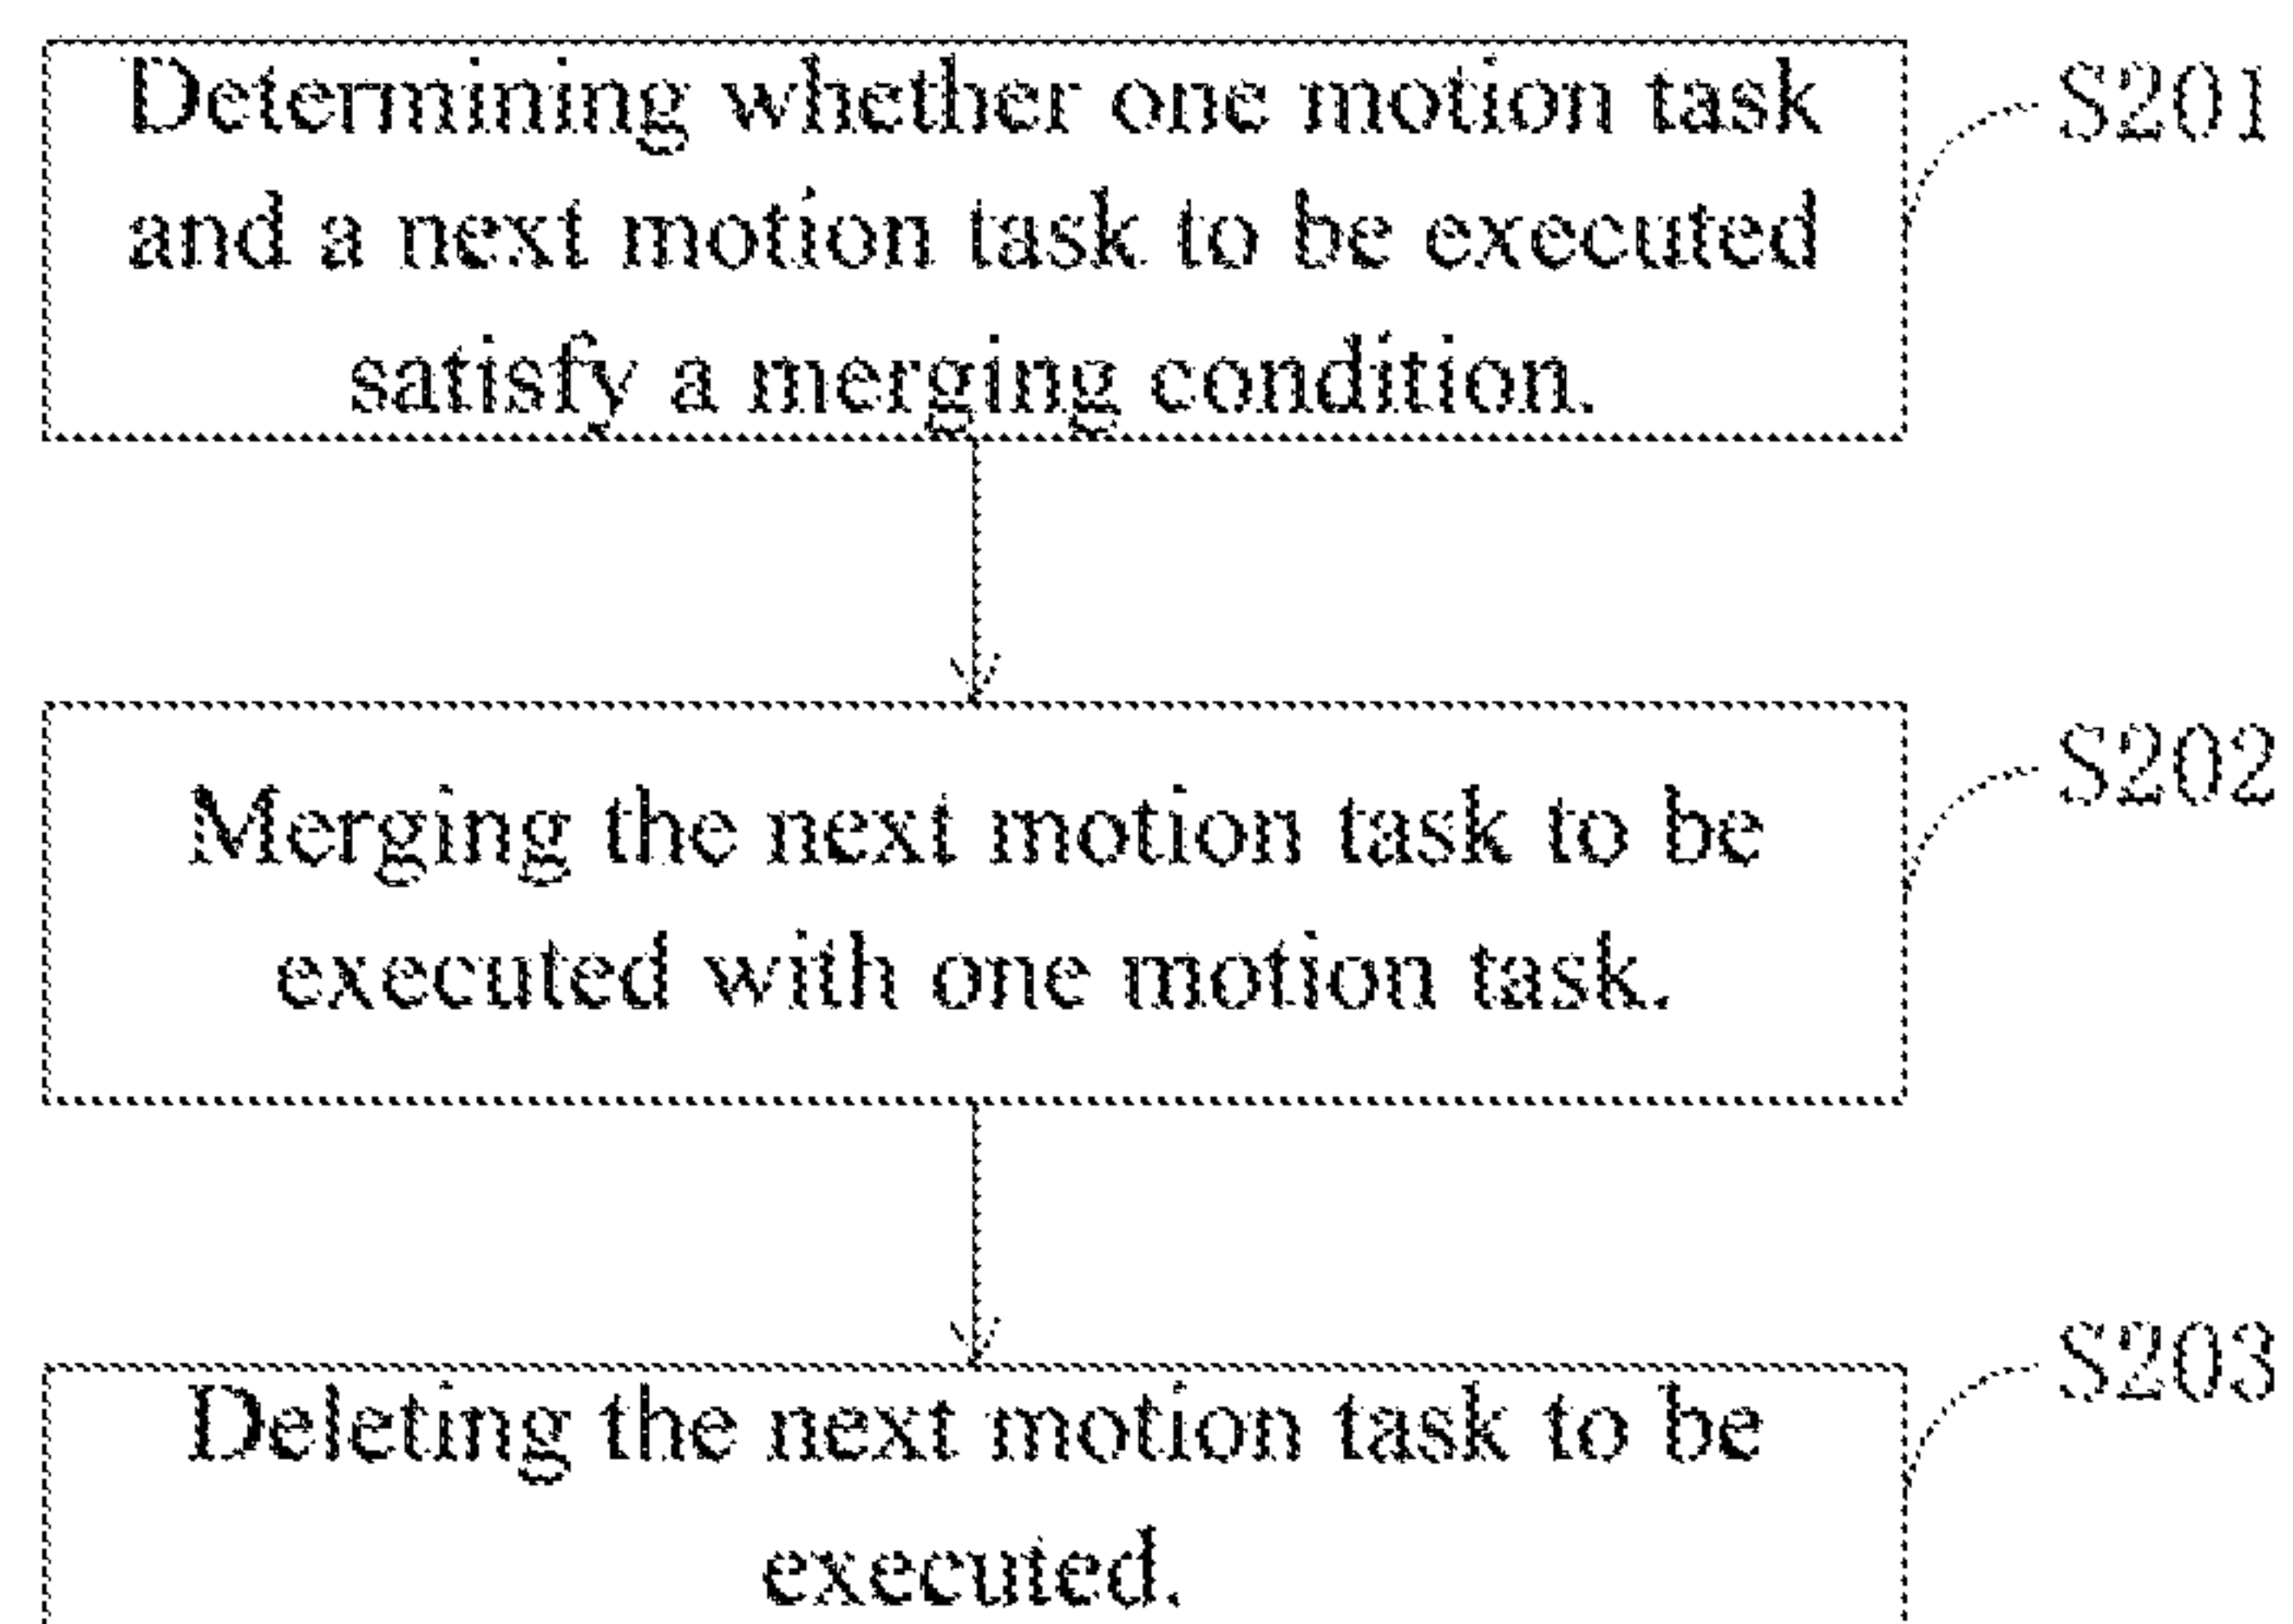 Determining whether one motion task
and a next motion task to be executed
satisfy a merging condition.
S201
Merging the next motion task to be
executed with one motion task.
S202
Deleting the next motion task to be
executed.
S203